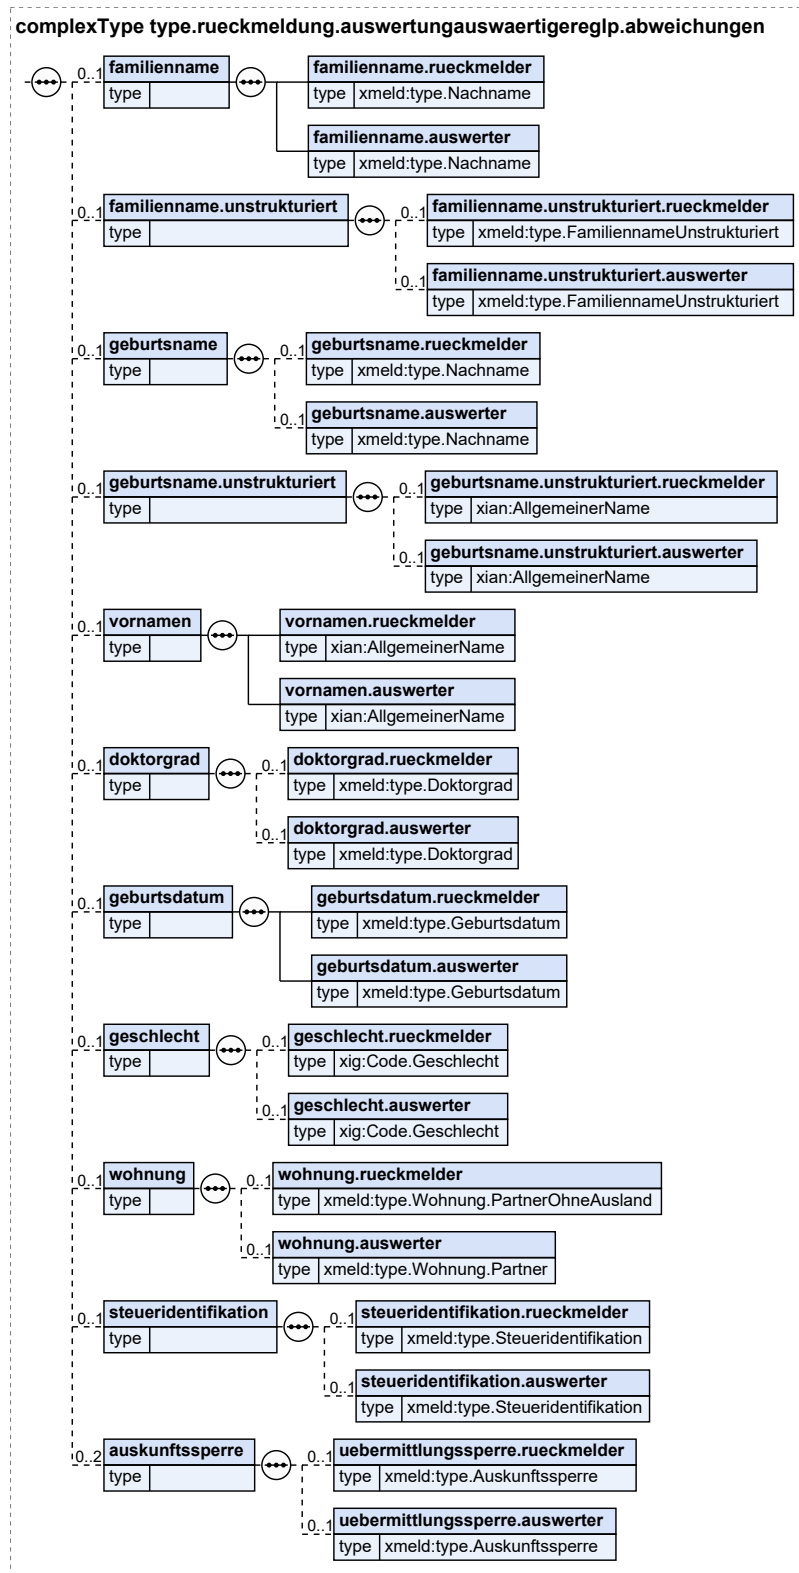 complexType type.rueckmeldung.auswertungauswaertigereglp.abweichungen
0..1 familienname
type
familienname.rueckmelder
type xmeld:type.Nachname
familienname.auswerter
type xmeld:type.Nachname
0..1 familienname.unstrukturiert
type
0..1 familienname.unstrukturiert.rueckmelder
type xmeld:type.FamiliennameUnstrukturiert
0..1 familienname.unstrukturiert.auswerter
type xmeld:type.FamiliennameUnstrukturiert
0..1 geburtsname
type
0..1 geburtsname.rueckmelder
type xmeld:type.Nachname
0..1 geburtsname.auswerter
type xmeld:type.Nachname
0..1 geburtsname.unstrukturiert
type
0..1 geburtsname.unstrukturiert.rueckmelder
type xian:AllgemeinerName
0..1 geburtsname.unstrukturiert.auswerter
type xian:AllgemeinerName
0..1 vornamen
type
vornamen.rueckmelder
type xian:AllgemeinerName
vornamen.auswerter
type xian:AllgemeinerName
0..1 doktorgrad
type
0..1 doktorgrad.rueckmelder
type xmeld:type.Doktorgrad
0..1 doktorgrad.auswerter
type xmeld:type.Doktorgrad
0..1 geburtsdatum
type
geburtsdatum.rueckmelder
type xmeld:type.Geburtsdatum
geburtsdatum.auswerter
type xmeld:type.Geburtsdatum
0..1 geschlecht
type
0..1 geschlecht.rueckmelder
type xig:Code.Geschlecht
0..1 geschlecht.auswerter
type xig:Code.Geschlecht
0..1 wohnung
type
0..1 wohnung.rueckmelder
type xmeld:type.Wohnung.PartnerOhneAusland
0..1 wohnung.auswerter
type xmeld:type.Wohnung.Partner
0..1 steueridentifikation
type
0..1 steueridentifikation.rueckmelder
type xmeld:type.Steueridentifikation
0..1 steueridentifikation.auswerter
type xmeld:type.Steueridentifikation
0..2 auskunftssperre
type
0..1 uebermittlungssperre.rueckmelder
type xmeld:type.Auskunftssperre
0..1 uebermittlungssperre.auswerter
type xmeld:type.Auskunftssperre